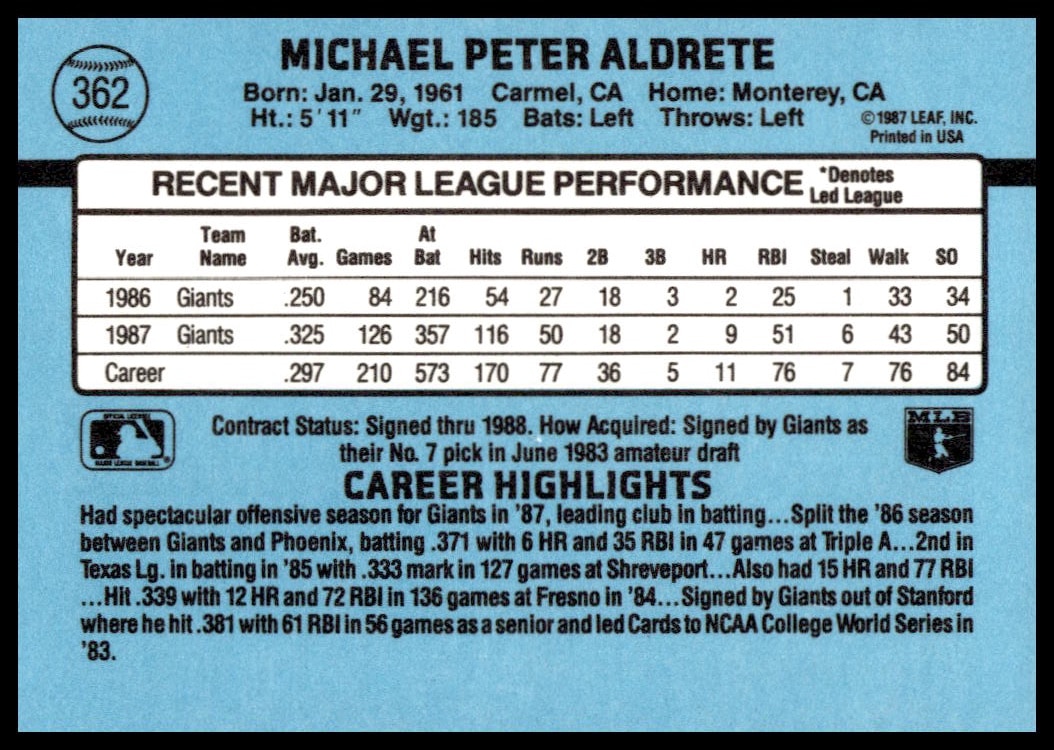 362
MICHAEL PETER ALDRETE
Born: Jan. 29, 1961 Carmel, CA Home: Monterey, CA
Ht.: 5'11" Wgt.: 185 Bats: Left Throws: Left
©1987 LEAF, INC.
Printed in USA
RECENT MAJOR LEAGUE PERFORMANCE *Denotes Led League
Year Team Name Bat. Avg. Games At Bat Hits Runs 2B 3B HR RBI Steal Walk SO
1986 Giants .250 84 216 54 27 18 3 2 25 1 33 34
1987 Giants .325 126 357 116 50 18 2 9 51 6 43 50
Career .297 210 573 170 77 36 5 11 76 7 76 84
OFFICIAL LICENSEE
MAJOR LEAGUE BASEBALL
Contract Status: Signed thru 1988. How Acquired: Signed by Giants as
their No. 7 pick in June 1983 amateur draft
MLB
CAREER HIGHLIGHTS
Had spectacular offensive season for Giants in '87, leading club in batting...Split the '86 season
between Giants and Phoenix, batting .371 with 6 HR and 35 RBI in 47 games at Triple A...2nd in
Texas Lg. in batting in '85 with .333 mark in 127 games at Shreveport...Also had 15 HR and 77 RBI
...Hit .339 with 12 HR and 72 RBI in 136 games at Fresno in '84...Signed by Giants out of Stanford
where he hit .381 with 61 RBI in 56 games as a senior and led Cards to NCAA College World Series in
'83.